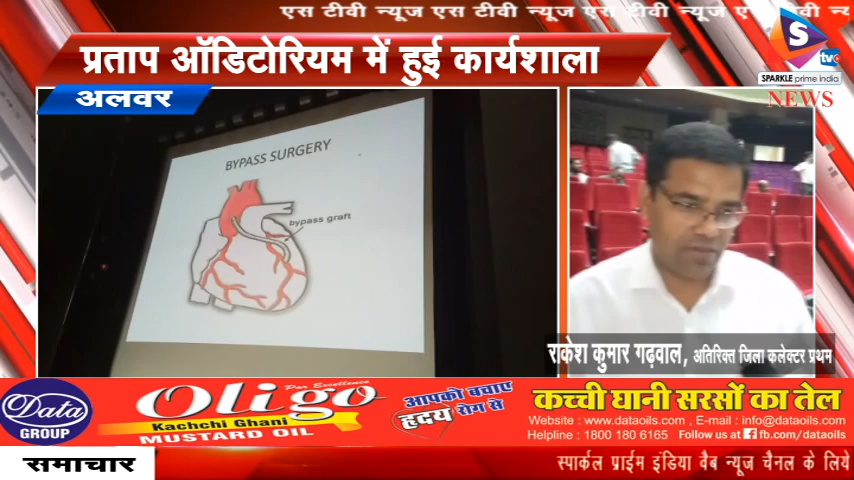 एस टीवी न्यूज एस टीवी न्यूज एस टीवी न्यूज ए टीवी न्य
S
tv
SPARKLE prime india
NEWS
प्रताप ऑडिटोरियम में हुई कार्यशाला
अलवर
BYPASS SURGERY
bypass graft
राकेश कुमार गढ़वाल, अतिरिक्त जिला कलेक्टर प्रथम
Data
GROUP
Par Excellence
Oligo
Kachchi Ghani
MUSTARD OIL
आपको बचाए
हृदय रोग से
कच्ची घानी सरसों का तेल
Website : www.dataoils.com , E-mail : info@dataoils.com
Helpline : 1800 180 6165 Follow us at fb.com/dataoils
समाचार
स्पार्कल प्राईम इंडिया वैब न्यूज चैनल के लिये